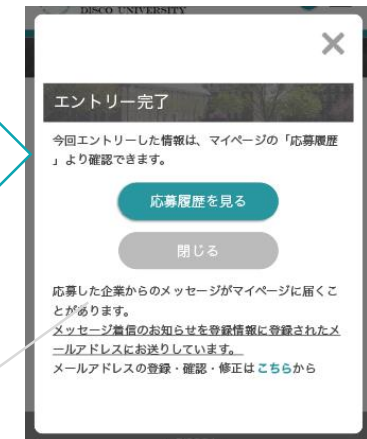 DISCO UNIVERSITY
エントリー完了
今回エントリーした情報は、マイページの「応募履歴
」より確認できます。
応募履歴を見る
閉じる
応募した企業からのメッセージがマイページに届くこ
とがあります。
メッセージ着信のお知らせを登録情報に登録されたメ
ールアドレスにお送りしています。
メールアドレスの登録・確認・修正はこちらから